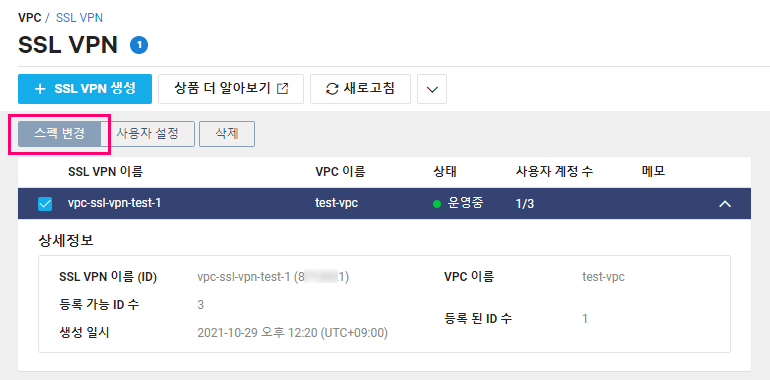 VPC / SSL VPN
SSL VPN 1
+ SSL VPN 생성 상품 더 알아보기 새로고침
스펙 변경 사용자 설정 삭제
SSL VPN 이름 VPC 이름 상태 사용자 계정 수 메모
vpc-ssl-vpn-test-1 test-vpc 운영중 1/3
상세정보
SSL VPN 이름 (ID) vpc-ssl-vpn-test-1 (8 1) VPC 이름 test-vpc
등록 가능 ID 수 3
등록 된 ID 수 1
생성 일시 2021-10-29 오후 12:20 (UTC+09:00)